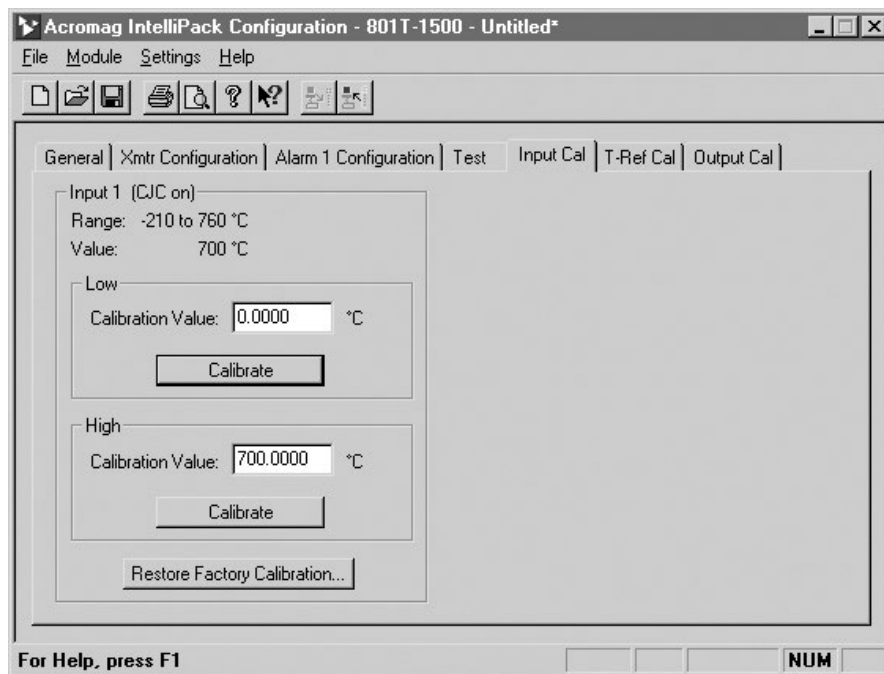 Acromag IntelliPack Configuration - 801T-1500 - Untitled*
File Module Settings Help
General Xmtr Configuration Alarm 1 Configuration Test Input Cal T-Ref Cal Output Cal
Input 1 (CJC on)
Range: -210 to 760 °C
Value: 700 °C
Low
Calibration Value: 0.0000 °C
Calibrate
High
Calibration Value: 700.0000 °C
Calibrate
Restore Factory Calibration...
For Help, press F1 NUM